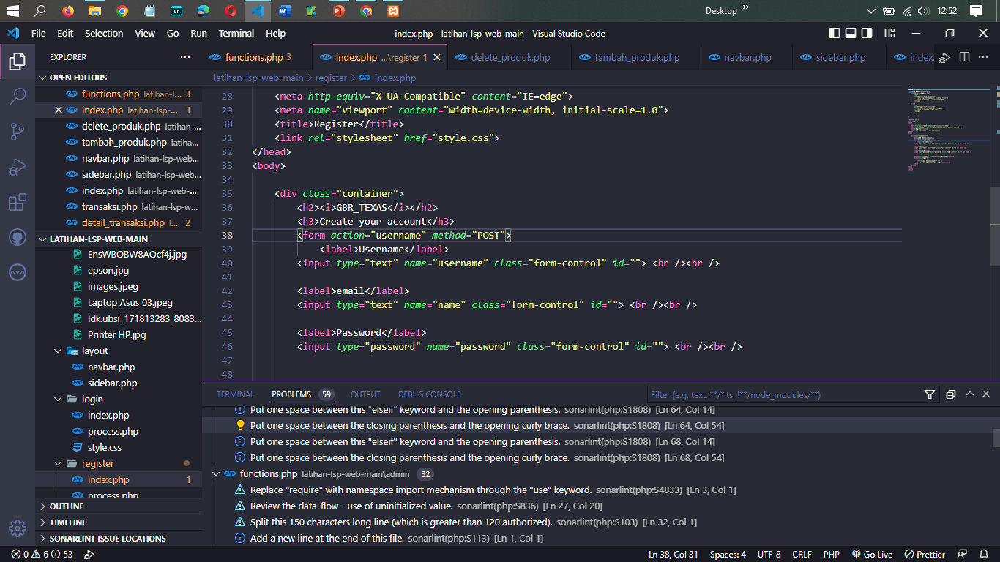 Desktop »
12:52
File Edit Selection View Go Run Terminal Help
index.php - latihan-lsp-web-main - Visual Studio Code
EXPLORER
functions.php 3
index.php ...\register 1
delete_produk.php
tambah_produk.php
navbar.php
sidebar.php
index.
OPEN EDITORS
functions.php latihan-l... 3
index.php latihan-lsp-... 1
delete_produk.php latihan-...
tambah_produk.php latiha...
navbar.php latihan-lsp-web...
sidebar.php latihan-lsp-web...
index.php latihan-lsp-web-...
transaksi.php latihan-lsp-w...
detail_transaksi.php l... 2
LATIHAN-LSP-WEB-MAIN
EnsWBOBW8AQcf4j.jpg
epson.jpg
images.jpeg
Laptop Asus 03.jpeg
ldk.ubsi_171813283_8083...
Printer HP.jpg
layout
navbar.php
sidebar.php
login
index.php
process.php
style.css
register
index.php 1
process.php
OUTLINE
TIMELINE
SONARLINT ISSUE LOCATIONS
latihan-lsp-web-main > register > index.php
28 <meta http-equiv="X-UA-Compatible" content="IE=edge">
29 <meta name="viewport" content="width=device-width, initial-scale=1.0">
30 <title>Register</title>
31 <link rel="stylesheet" href="style.css">
32 </head>
33 <body>
34
35 <div class="container">
36 <h2><i>GBR_TEXAS</i></h2>
37 <h3>Create your account</h3>
38 <form action="username" method="POST">
39 <label>Username</label>
40 <input type="text" name="username" class="form-control" id=""> <br /><br />
41
42 <label>email</label>
43 <input type="text" name="name" class="form-control" id=""> <br /><br />
44
45 <label>Password</label>
46 <input type="password" name="password" class="form-control" id=""> <br /><br />
47
48
TERMINAL PROBLEMS 59 OUTPUT DEBUG CONSOLE
Filter (e.g. text, **/*.ts, !**/node_modules/**)
Put one space between this "elseif" keyword and the opening parenthesis. sonarlint(php:S1808) [Ln 64, Col 14]
Put one space between the closing parenthesis and the opening curly brace. sonarlint(php:S1808) [Ln 64, Col 54]
Put one space between this "elseif" keyword and the opening parenthesis. sonarlint(php:S1808) [Ln 68, Col 14]
Put one space between the closing parenthesis and the opening curly brace. sonarlint(php:S1808) [Ln 68, Col 54]
functions.php latihan-lsp-web-main\admin 32
Replace "require" with namespace import mechanism through the "use" keyword. sonarlint(php:S4833) [Ln 3, Col 1]
Review the data-flow - use of uninitialized value. sonarlint(php:S836) [Ln 27, Col 20]
Split this 150 characters long line (which is greater than 120 authorized). sonarlint(php:S103) [Ln 32, Col 1]
Add a new line at the end of this file. sonarlint(php:S113) [Ln 1, Col 1]
0 6 53
Ln 38, Col 31 Spaces: 4 UTF-8 CRLF PHP Go Live Prettier